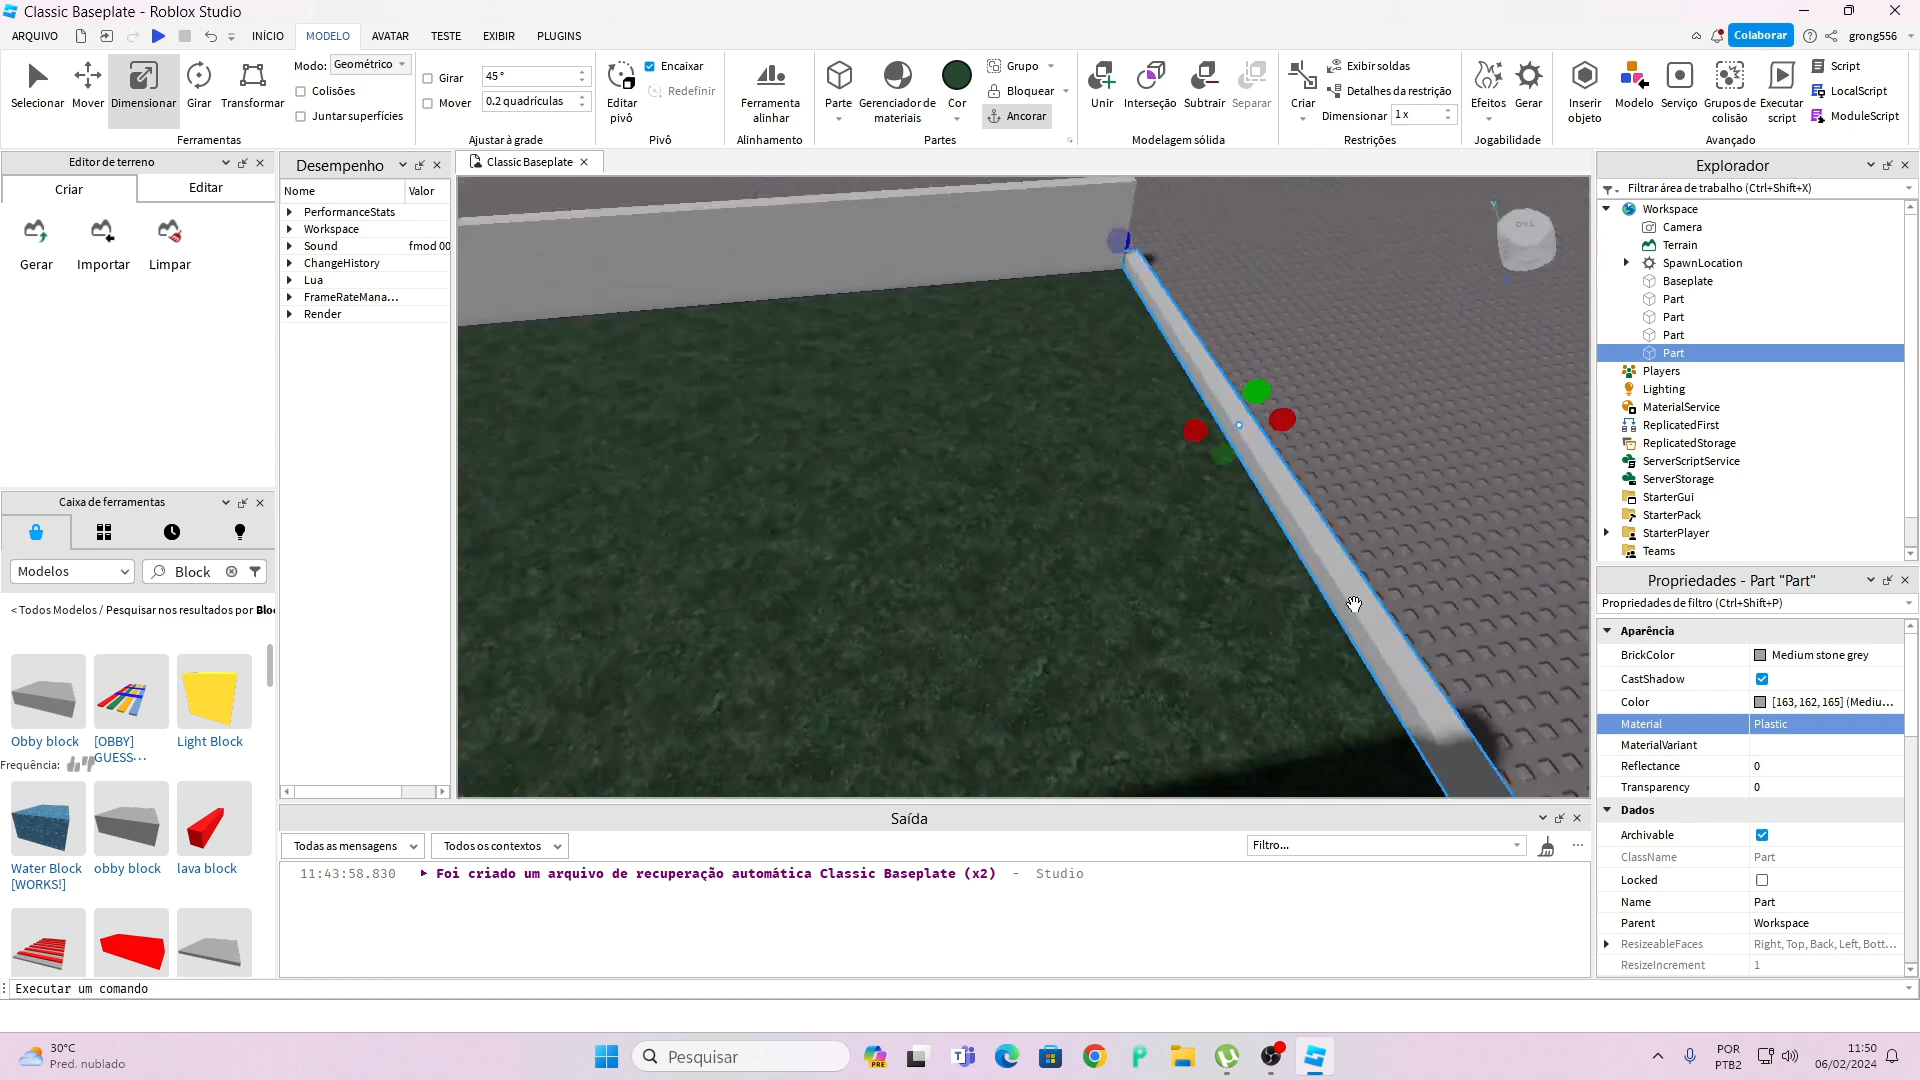 Classic Baseplate - Roblox Studio
ARQUIVO INÍCIO MODELO AVATAR TESTE EXIBIR PLUGINS Colaborar grong556
Selecionar Mover Dimensionar Girar Transformar
Modo: Geométrico
Colisões
Juntar superfícies
Ferramentas
Girar 45°
Mover 0.2 quadrículas
Ajustar à grade
Editar pivô
Encaixar
Redefinir
Pivô
Ferramenta alinhar
Alinhamento
Parte Gerenciador de materiais Cor
Grupo
Bloquear
Ancorar
Partes
Unir Interseção Subtrair Separar
Modelagem sólida
Criar
Exibir soldas
Detalhes da restrição
Dimensionar 1 x
Restrições
Efeitos Gerar
Jogabilidade
Inserir objeto Modelo Serviço Grupos de colisão Executar script
Script
LocalScript
ModuleScript
Avançado
Editor de terreno
Criar Editar
Gerar Importar Limpar
Caixa de ferramentas
Modelos Block
< Todos Modelos / Pesquisar nos resultados por Blo
Obby block [OBBY] GUESS... Light Block
Frequência:
Water Block [WORKS!] obby block lava block
Desempenho
Nome Valor
PerformanceStats
Workspace
Sound fmod 00
ChangeHistory
Lua
FrameRateMana...
Render
Classic Baseplate
Saída
Todas as mensagens Todos os contextos Filtro...
11:43:58.830 Foi criado um arquivo de recuperação automática Classic Baseplate (x2) - Studio
Explorador
Filtrar área de trabalho (Ctrl+Shift+X)
Workspace
Camera
Terrain
SpawnLocation
Baseplate
Part
Part
Part
Part
Players
Lighting
MaterialService
ReplicatedFirst
ReplicatedStorage
ServerScriptService
ServerStorage
StarterGui
StarterPack
StarterPlayer
Teams
Propriedades - Part "Part"
Propriedades de filtro (Ctrl+Shift+P)
Aparência
BrickColor Medium stone grey
CastShadow
Color [163, 162, 165] (Mediu...
Material Plastic
MaterialVariant
Reflectance 0
Transparency 0
Dados
Archivable
ClassName Part
Locked
Name Part
Parent Workspace
ResizeableFaces Right, Top, Back, Left, Bott...
ResizeIncrement 1
Executar um comando
30°C
Pred. nublado
Pesquisar
PRE
POR
PTB2
11:50
06/02/2024